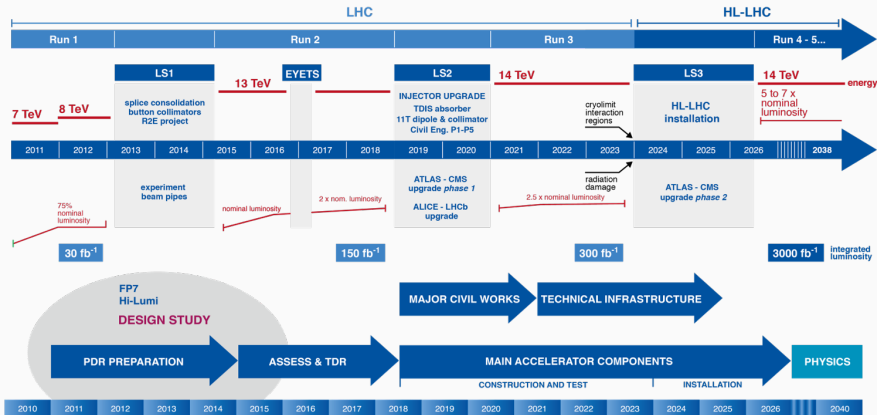 LHC
HL-LHC
Run 1
Run 2
Run 3
Run 4 - 5...
LS1
EYETS
LS2
LS3
13 TeV
14 TeV
14 TeV
energy
splice consolidation
button collimators
R2E project
INJECTOR UPGRADE
TDIS absorber
11T dipole & collimator
Civil Eng. P1-P5
cryolimit
interaction
regions
HL-LHC
installation
5 to 7 x
nominal
luminosity
7 TeV
8 TeV
2011
2012
2013
2014
2015
2016
2017
2018
2019
2020
2021
2022
2023
2024
2025
2026
2038
radiation
damage
experiment
beam pipes
ATLAS - CMS
upgrade phase 1
ALICE - LHCb
upgrade
ATLAS - CMS
upgrade phase 2
75%
nominal
luminosity
nominal luminosity
2 x nom. luminosity
2.5 x nominal luminosity
30 fb-1
150 fb-1
300 fb-1
3000 fb-1
integrated
luminosity
FP7
Hi-Lumi
DESIGN STUDY
MAJOR CIVIL WORKS
TECHNICAL INFRASTRUCTURE
PDR PREPARATION
ASSESS & TDR
MAIN ACCELERATOR COMPONENTS
PHYSICS
CONSTRUCTION AND TEST
INSTALLATION
2010
2011
2012
2013
2014
2015
2016
2017
2018
2019
2020
2021
2022
2023
2024
2025
2026
2040